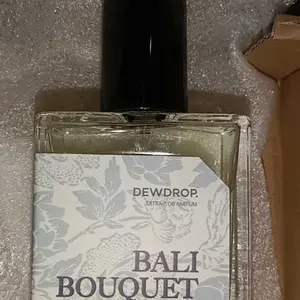 DEWDROP.
EXTRAIT DE PARFUM
BALI
BOUQUET